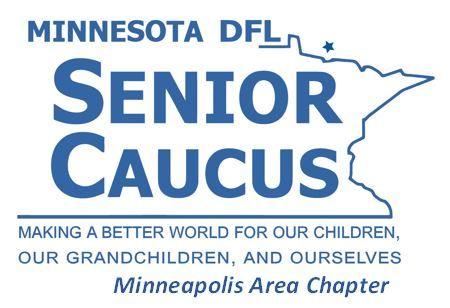 MINNESOTA DFL
SENIOR
CAUCUS
MAKING A BETTER WORLD FOR OUR CHILDREN,
OUR GRANDCHILDREN, AND OURSELVES
Minneapolis Area Chapter